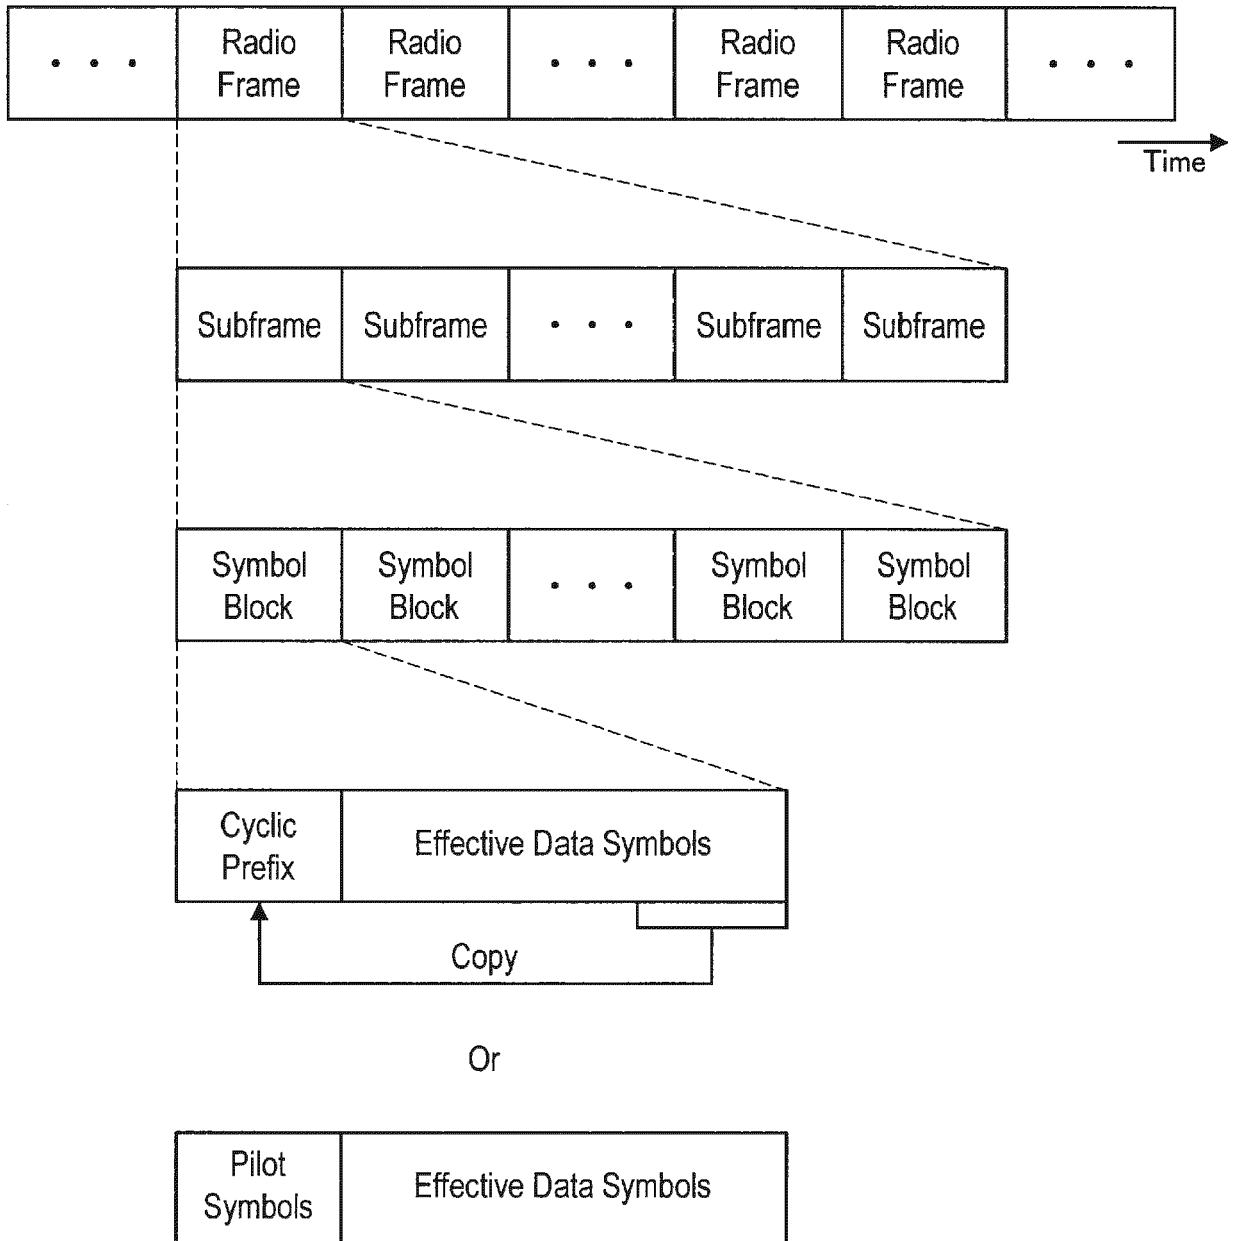 . . .
Radio
Frame
Radio
Frame
. . .
Radio
Frame
Radio
Frame
. . .
Time
Subframe
Subframe
. . .
Subframe
Subframe
Symbol
Block
Symbol
Block
. . .
Symbol
Block
Symbol
Block
Cyclic
Prefix
Effective Data Symbols
Copy
Or
Pilot
Symbols
Effective Data Symbols